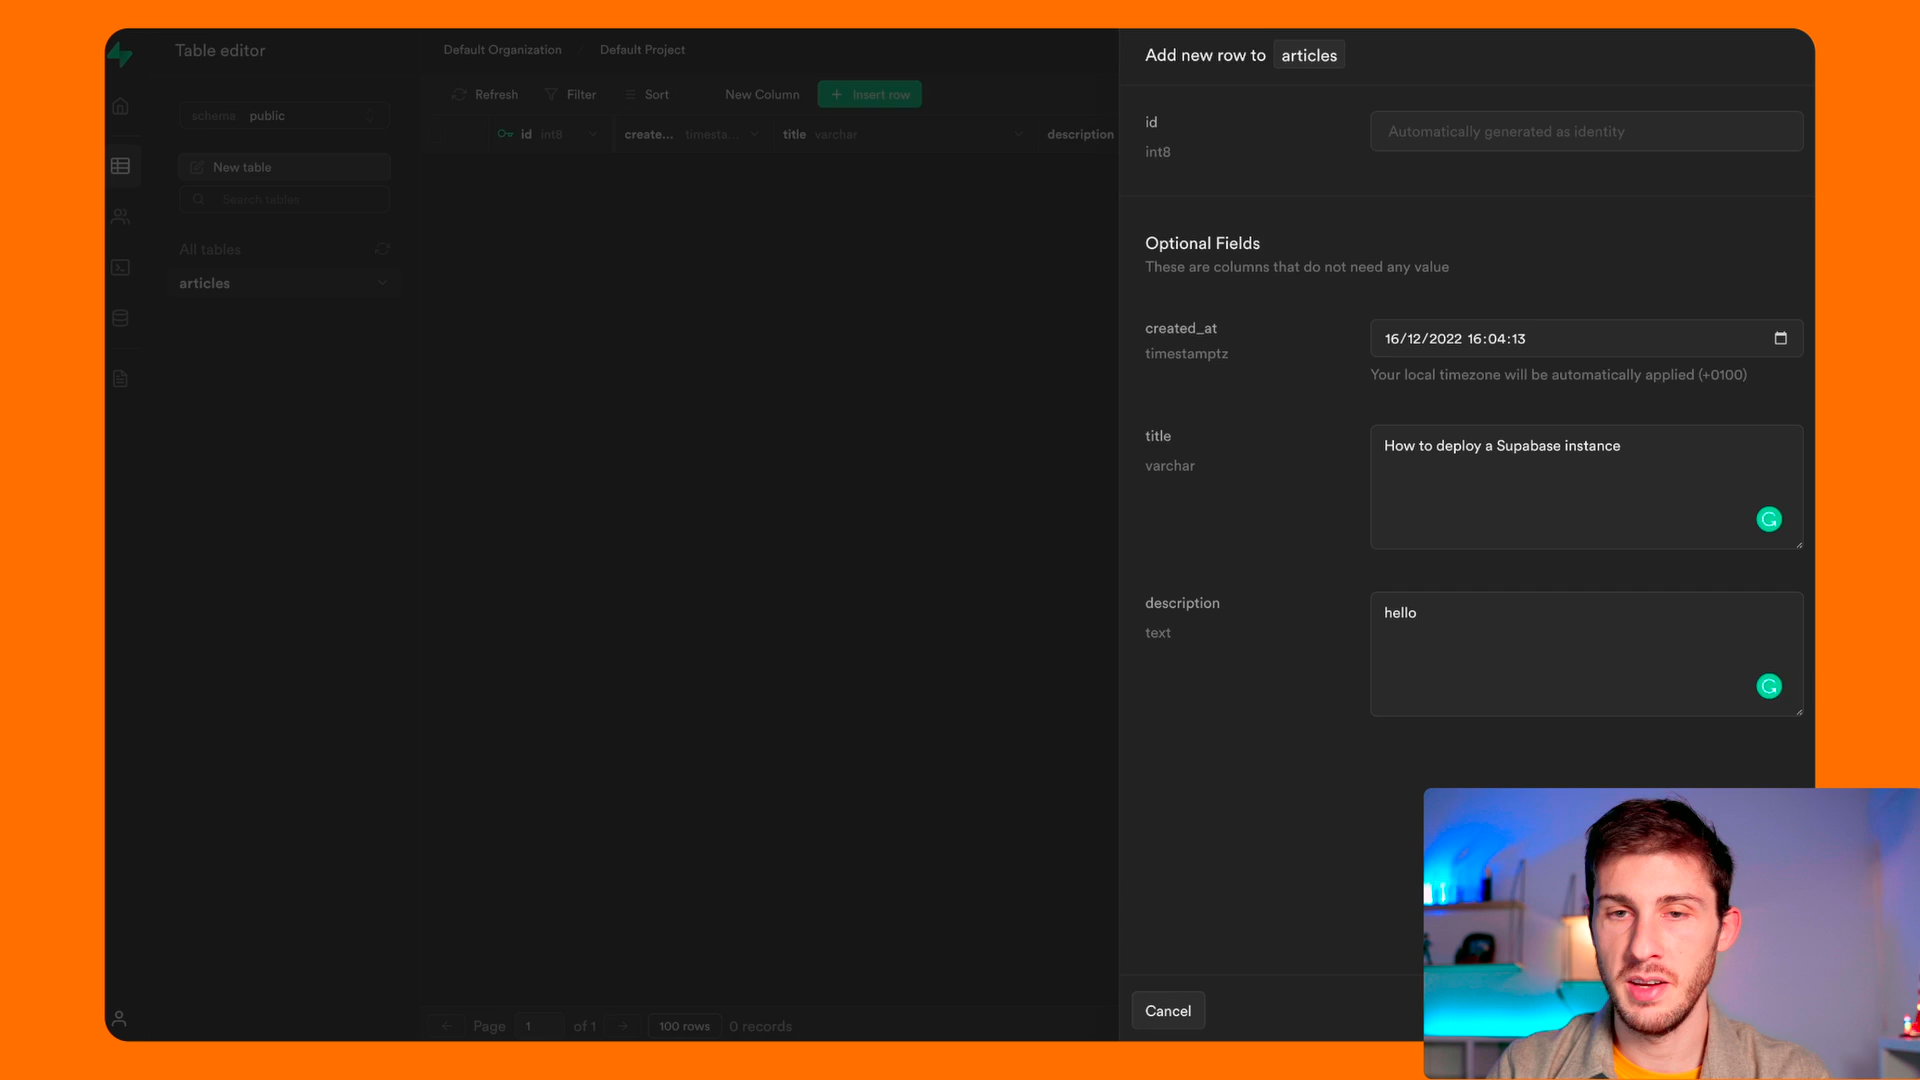 Table editor
schema public
New table
Search tables
All tables
articles
Default Organization / Default Project
Refresh Filter Sort New Column + Insert row
id int8 create... timesta... title varchar description
Page 1 of 1 100 rows 0 records
Add new row to articles
id
int8
Automatically generated as identity
Optional Fields
These are columns that do not need any value
created_at
timestamptz
16/12/2022 16:04:13
Your local timezone will be automatically applied (+0100)
title
varchar
How to deploy a Supabase instance
description
text
hello
Cancel